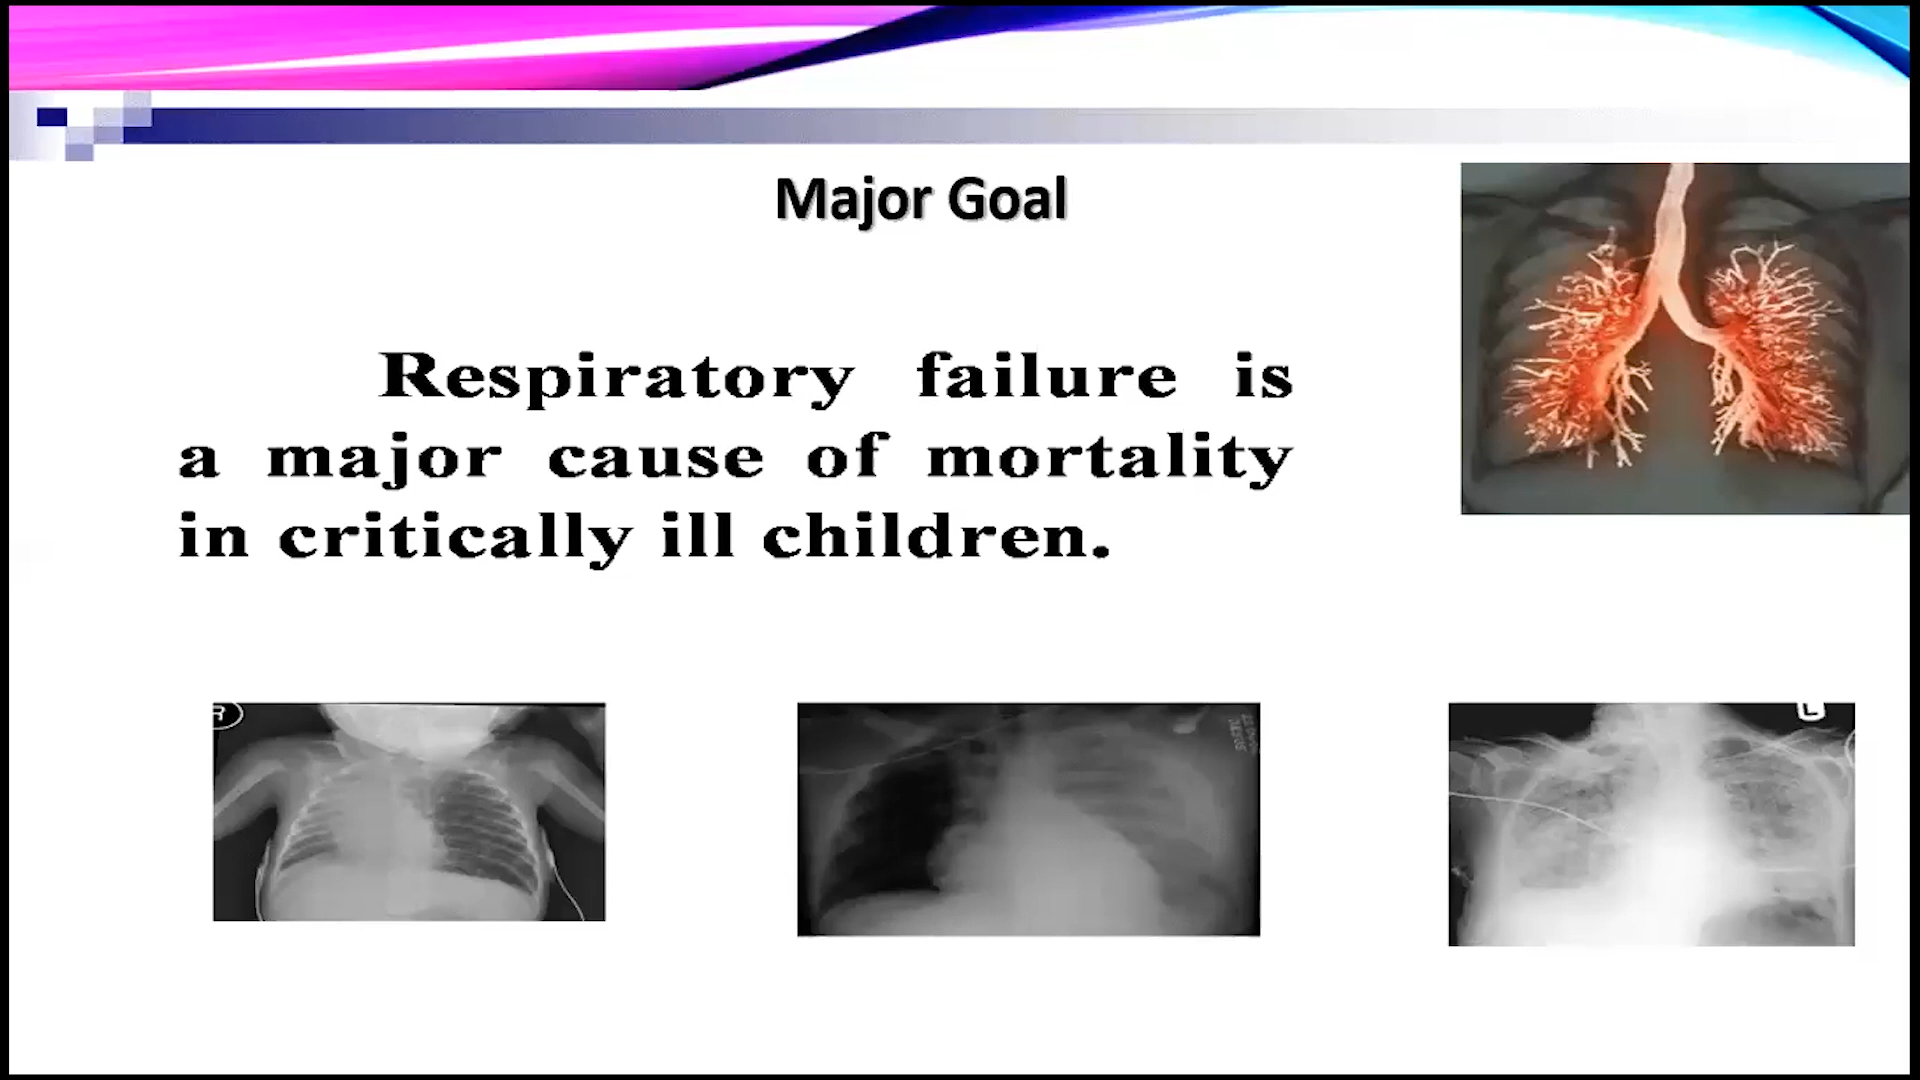 Major Goal
Respiratory failure is
a major cause of mortality
in critically ill children.
R
L